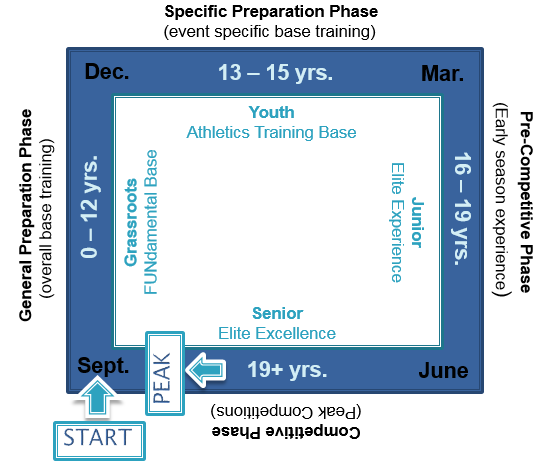 Specific Preparation Phase
(event specific base training)
Dec.
13 – 15 yrs.
Mar.
Youth
Athletics Training Base
General Preparation Phase
(overall base training)
0 – 12 yrs.
Grassroots
FUNdamental Base
Junior
Elite Experience
16 – 19 yrs.
Pre-Competitive Phase
(Early season experience)
Senior
Elite Excellence
Sept.
PEAK
19+ yrs.
June
START
Competitive Phase
(Peak Competitions)